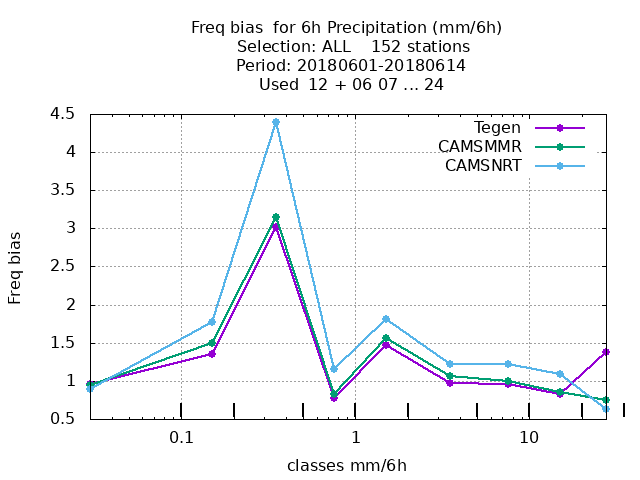 Freq bias  for 6h Precipitation (mm/6h)
Selection: ALL    152 stations
Period: 20180601-20180614
Used  12 + 06 07 ... 24
Tegen
CAMSMMR
CAMSNRT
4.5
4
3.5
3
2.5
2
1.5
1
0.5
Freq bias
0.1 1 10
classes mm/6h